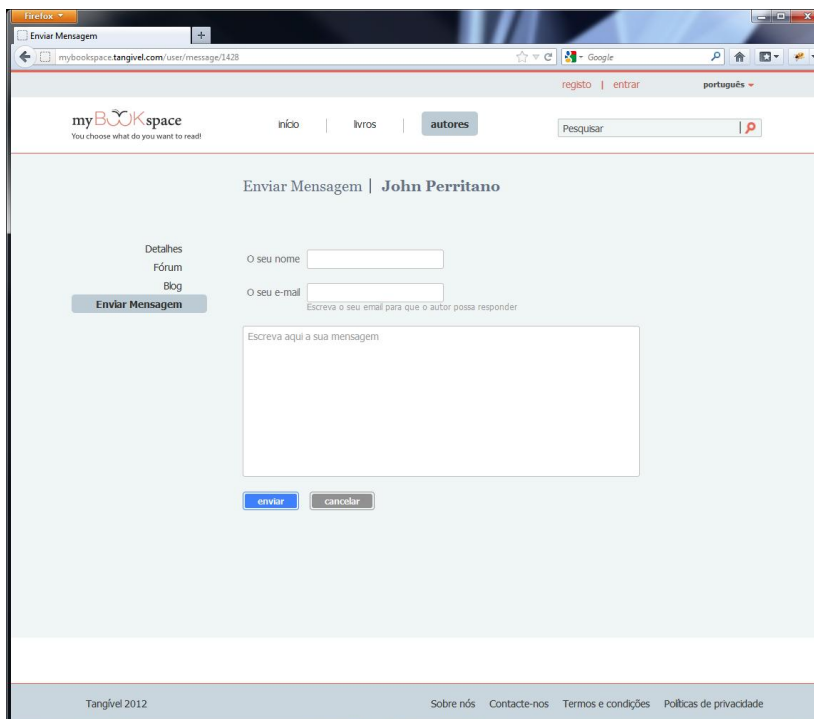 Firefox
Enviar Mensagem
mybookspace.tangivel.com/user/message/1428
Google
registo | entrar
português
myBOOKspace
You choose what do you want to read!
início | livros | autores
Pesquisar
Enviar Mensagem | John Perritano
Detalhes
Fórum
Blog
Enviar Mensagem
O seu nome
O seu e-mail
Escreva o seu email para que o autor possa responder
Escreva aqui a sua mensagem
enviar cancelar
Tangível 2012
Sobre nós Contacte-nos Termos e condições Políticas de privacidade